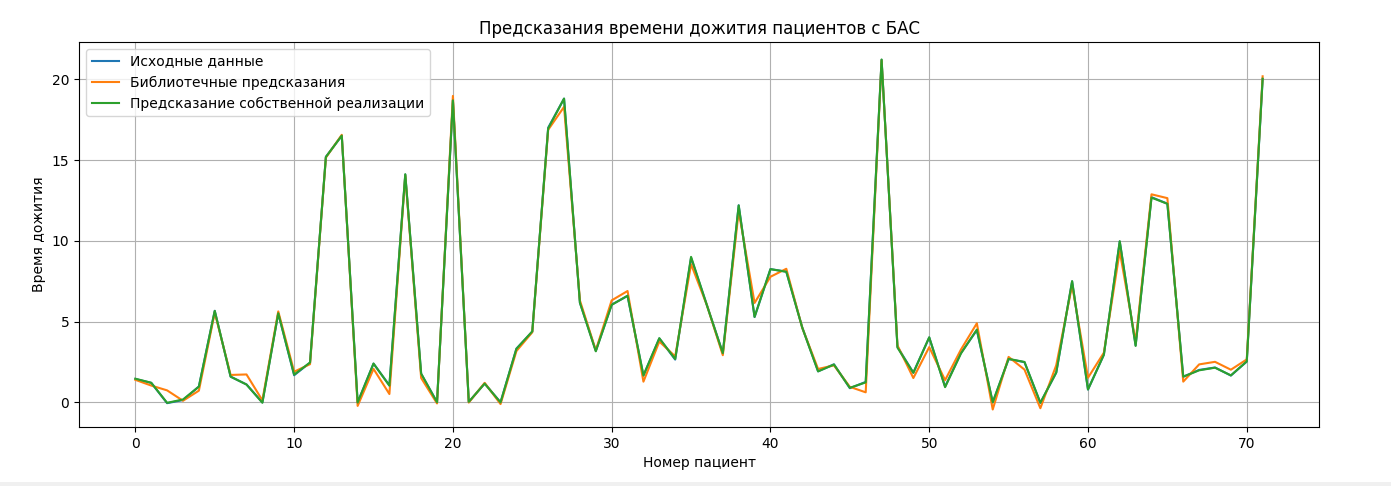 Предсказания времени дожития пациентов с БАС
Исходные данные
Библиотечные предсказания
Предсказание собственной реализации
Время дожития
20
15
10
5
0
0 10 20 30 40 50 60 70
Номер пациент